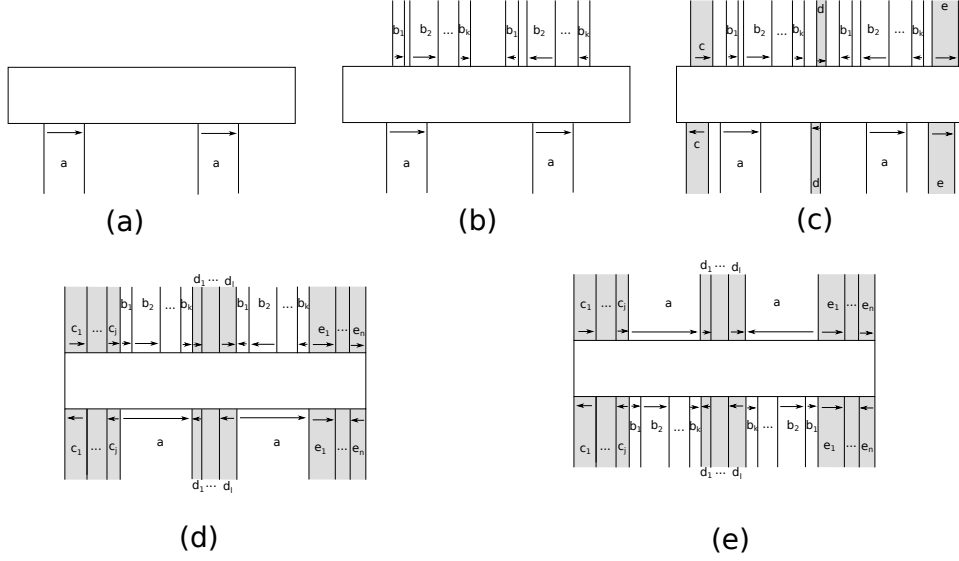 a a
(a)
b1 b2 ... bk b1 b2 ... bk
a a
(b)
c b1 b2 ... bk d b1 b2 ... bk e
c a d a e
(c)
d1 ... dl
c1 ... cj b1 b2 ... bk b1 b2 ... bk e1 ... en
c1 ... cj a a e1 ... en
d1 ... dl
(d)
d1 ... dl
c1 ... cj a a e1 ... en
c1 ... cj b1 b2 ... bk bk ... b2 b1 e1 ... en
d1 ... dl
(e)